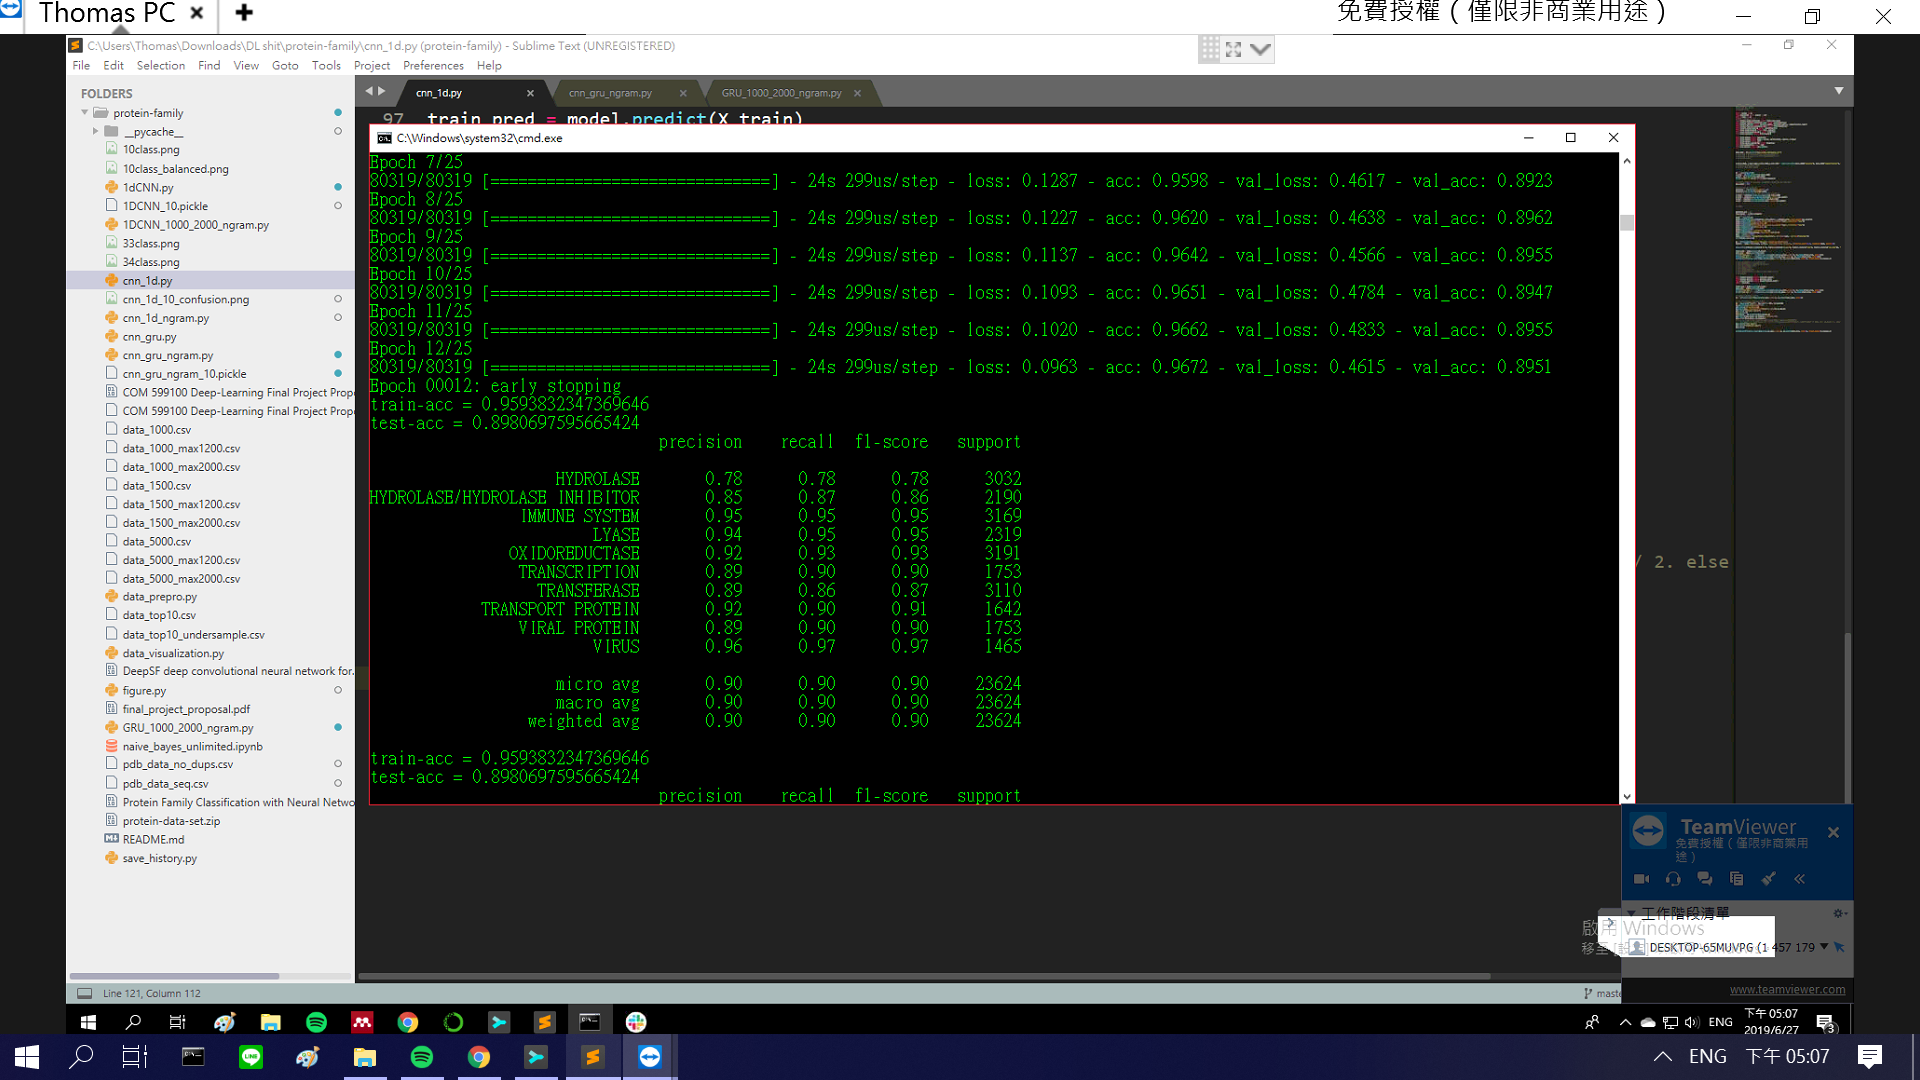 Thomas PC × +
免費授權（僅限非商業用途）
C:\Users\Thomas\Downloads\DL shit\protein-family\cnn_1d.py (protein-family) - Sublime Text (UNREGISTERED)
File Edit Selection Find View Goto Tools Project Preferences Help
FOLDERS
protein-family
__pycache__
10class.png
10class_balanced.png
1dCNN.py
1DCNN_10.pickle
1DCNN_1000_2000_ngram.py
33class.png
34class.png
cnn_1d.py
cnn_1d_10_confusion.png
cnn_1d_ngram.py
cnn_gru.py
cnn_gru_ngram.py
cnn_gru_ngram_10.pickle
COM 599100 Deep-Learning Final Project Prop
COM 599100 Deep-Learning Final Project Prop
data_1000.csv
data_1000_max1200.csv
data_1000_max2000.csv
data_1500.csv
data_1500_max1200.csv
data_1500_max2000.csv
data_5000.csv
data_5000_max1200.csv
data_5000_max2000.csv
data_prepro.py
data_top10.csv
data_top10_undersample.csv
data_visualization.py
DeepSF deep convolutional neural network for.
figure.py
final_project_proposal.pdf
GRU_1000_2000_ngram.py
naive_bayes_unlimited.ipynb
pdb_data_no_dups.csv
pdb_data_seq.csv
Protein Family Classification with Neural Netwo
protein-data-set.zip
README.md
save_history.py
cnn_1d.py × cnn_gru_ngram.py × GRU_1000_2000_ngram.py ×
97 train_pred = model.predict(X_train)
C:\Windows\system32\cmd.exe
Epoch 7/25
80319/80319 [==============================] - 24s 299us/step - loss: 0.1287 - acc: 0.9598 - val_loss: 0.4617 - val_acc: 0.8923
Epoch 8/25
80319/80319 [==============================] - 24s 299us/step - loss: 0.1227 - acc: 0.9620 - val_loss: 0.4638 - val_acc: 0.8962
Epoch 9/25
80319/80319 [==============================] - 24s 299us/step - loss: 0.1137 - acc: 0.9642 - val_loss: 0.4566 - val_acc: 0.8955
Epoch 10/25
80319/80319 [==============================] - 24s 299us/step - loss: 0.1093 - acc: 0.9651 - val_loss: 0.4784 - val_acc: 0.8947
Epoch 11/25
80319/80319 [==============================] - 24s 299us/step - loss: 0.1020 - acc: 0.9662 - val_loss: 0.4833 - val_acc: 0.8955
Epoch 12/25
80319/80319 [==============================] - 24s 299us/step - loss: 0.0963 - acc: 0.9672 - val_loss: 0.4615 - val_acc: 0.8951
Epoch 00012: early stopping
train-acc = 0.9593832347369646
test-acc = 0.8980697595665424
precision recall f1-score support
HYDROLASE 0.78 0.78 0.78 3032
HYDROLASE/HYDROLASE INHIBITOR 0.85 0.87 0.86 2190
IMMUNE SYSTEM 0.95 0.95 0.95 3169
LYASE 0.94 0.95 0.95 2319
OXIDOREDUCTASE 0.92 0.93 0.93 3191
TRANSCRIPTION 0.89 0.90 0.90 1753
TRANSFERASE 0.89 0.86 0.87 3110
TRANSPORT PROTEIN 0.92 0.90 0.91 1642
VIRAL PROTEIN 0.89 0.90 0.90 1753
VIRUS 0.96 0.97 0.97 1465
micro avg 0.90 0.90 0.90 23624
macro avg 0.90 0.90 0.90 23624
weighted avg 0.90 0.90 0.90 23624
train-acc = 0.9593832347369646
test-acc = 0.8980697595665424
precision recall f1-score support
/ 2. else
TeamViewer
免費授權（僅限非商業用
途）
工作階段清單
啟用 Windows
移至
DESKTOP-65MUVPG (1 457 179
www.teamviewer.com
Line 121, Column 112
maste
ENG
下午 05:07
2019/6/27
3
ENG 下午 05:07